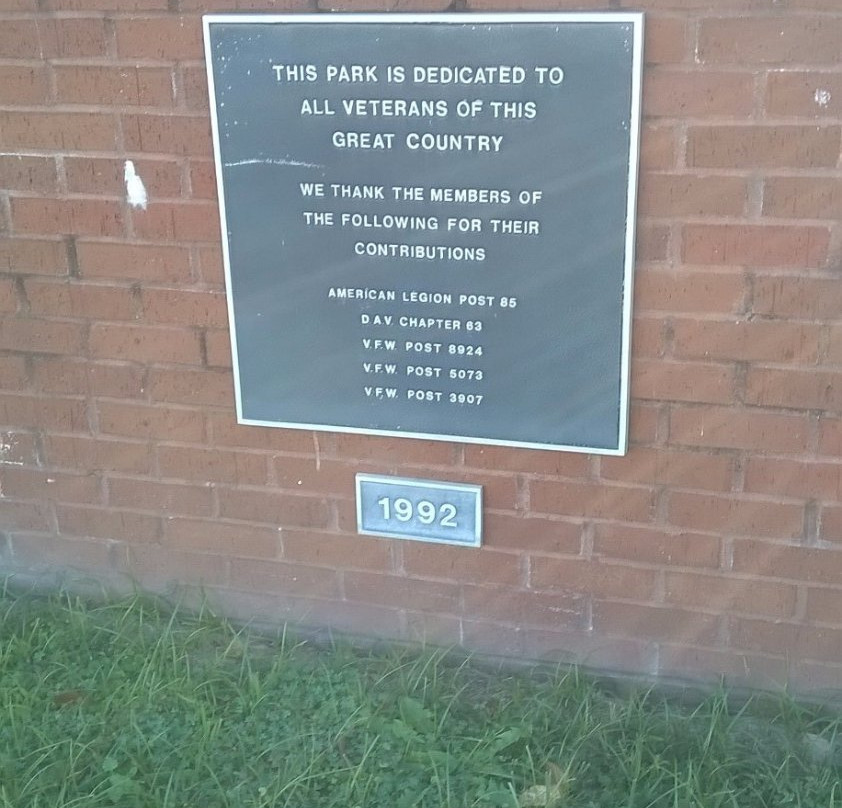 THIS PARK IS DEDICATED TO
ALL VETERANS OF THIS
GREAT COUNTRY
WE THANK THE MEMBERS OF
THE FOLLOWING FOR THEIR
CONTRIBUTIONS
AMERICAN LEGION POST 85
D.A.V. CHAPTER 63
V.F.W. POST 8924
V.F.W. POST 5073
V.F.W. POST 3907
1992